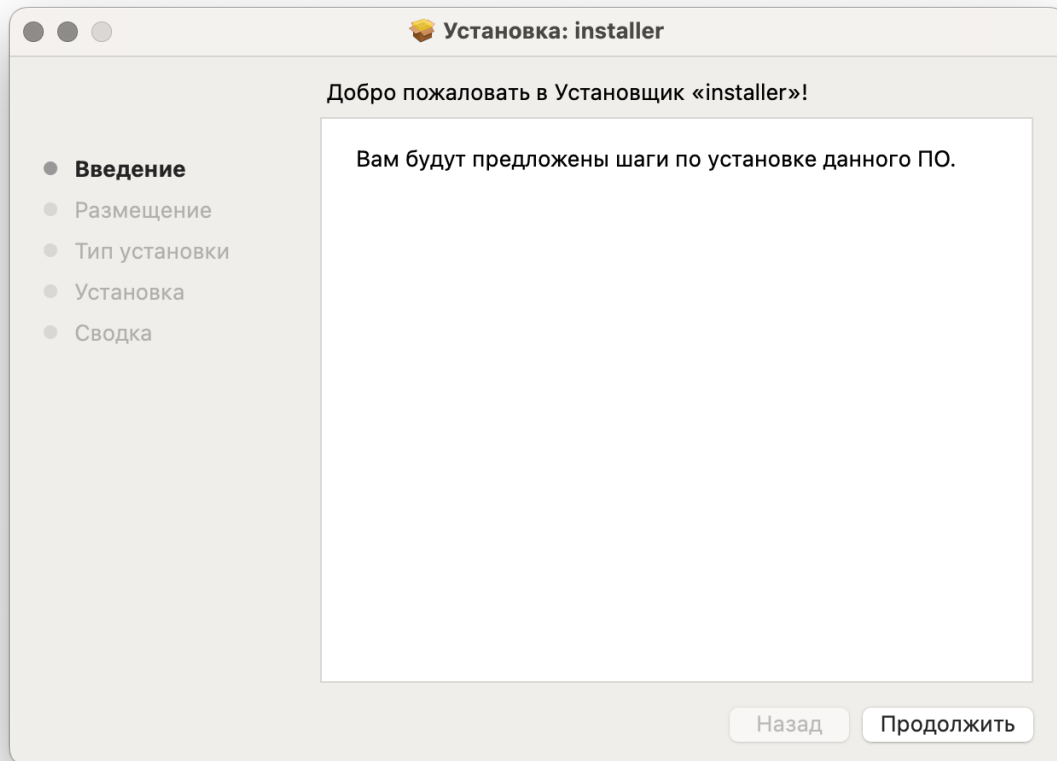 Установка: installer
Добро пожаловать в Установщик «installer»!
Введение
Размещение
Тип установки
Установка
Сводка
Вам будут предложены шаги по установке данного ПО.
Назад
Продолжить